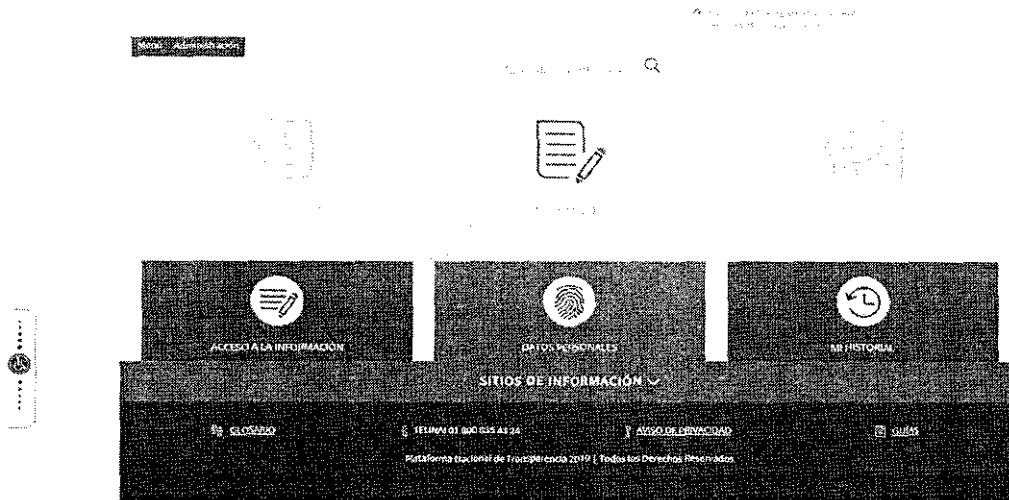 Menú Administración
ACCESO A LA INFORMACIÓN
DATOS PERSONALES
MI HISTORIAL
SITIOS DE INFORMACIÓN
GLOSARIO
TELINAI 01 800 835 43 24
AVISO DE PRIVACIDAD
GUÍAS
Plataforma Nacional de Transparencia 2019 | Todos los Derechos Reservados